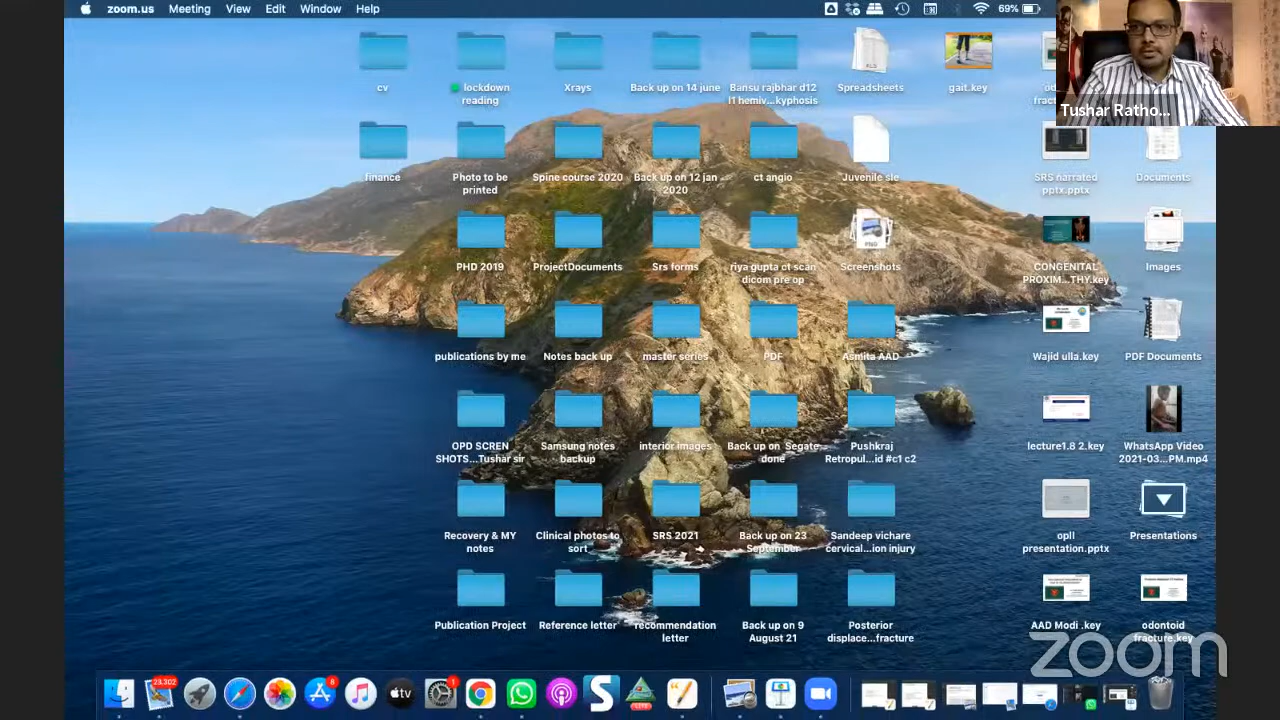 zoom.us Meeting View Edit Window Help 69%
cv
lockdown
reading
Xrays
Back up on 14 june
Bansu rajbhar d12
l1 hemiv...kyphosis
Spreadsheets
gait.key
Tushar Ratho...
finance
Photo to be
printed
Spine course 2020
Back up on 12 jan
2020
ct angio
Juvenile sle
SRS narrated
pptx.pptx
Documents
PHD 2019
ProjectDocuments
Srs forms
riya gupta ct scan
dicom pre op
Screenshots
CONGENITAL
PROXIM...THY.key
Images
publications by me
Notes back up
master series
PDF
Asmita AAD
Wajid ulla.key
PDF Documents
OPD SCREN
SHOTS...Tushar sir
Samsung notes
backup
interior images
Back up on Segate
done
Pushkraj
Retropul...id #c1 c2
lecture1.8 2.key
WhatsApp Video
2021-03...PM.mp4
Recovery & MY
notes
Clinical photos to
sort
SRS 2021
Back up on 23
September
Sandeep vichare
cervical...ion injury
opll
presentation.pptx
Presentations
Publication Project
Reference letter
recommendation
letter
Back up on 9
August 21
Posterior
displace...fracture
AAD Modi .key
odontoid
fracture.key
zoom
23,302
8
tv
1